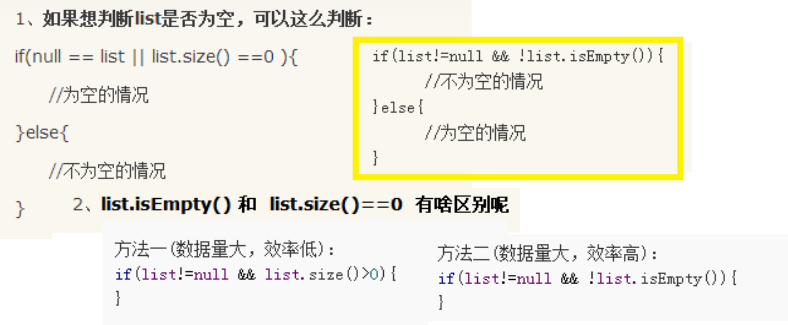 1、如果想判断list是否为空，可以这么判断：
if(null == list || list.size() ==0 ){
//为空的情况
}else{
//不为空的情况
}
if(list!=null && !list.isEmpty()){
//不为空的情况
}else{
//为空的情况
}
2、list.isEmpty() 和 list.size()==0 有啥区别呢
方法一(数据量大，效率低)：
if(list!=null && list.size()>0){
}
方法二(数据量大，效率高)：
if(list!=null && !list.isEmpty()){
}